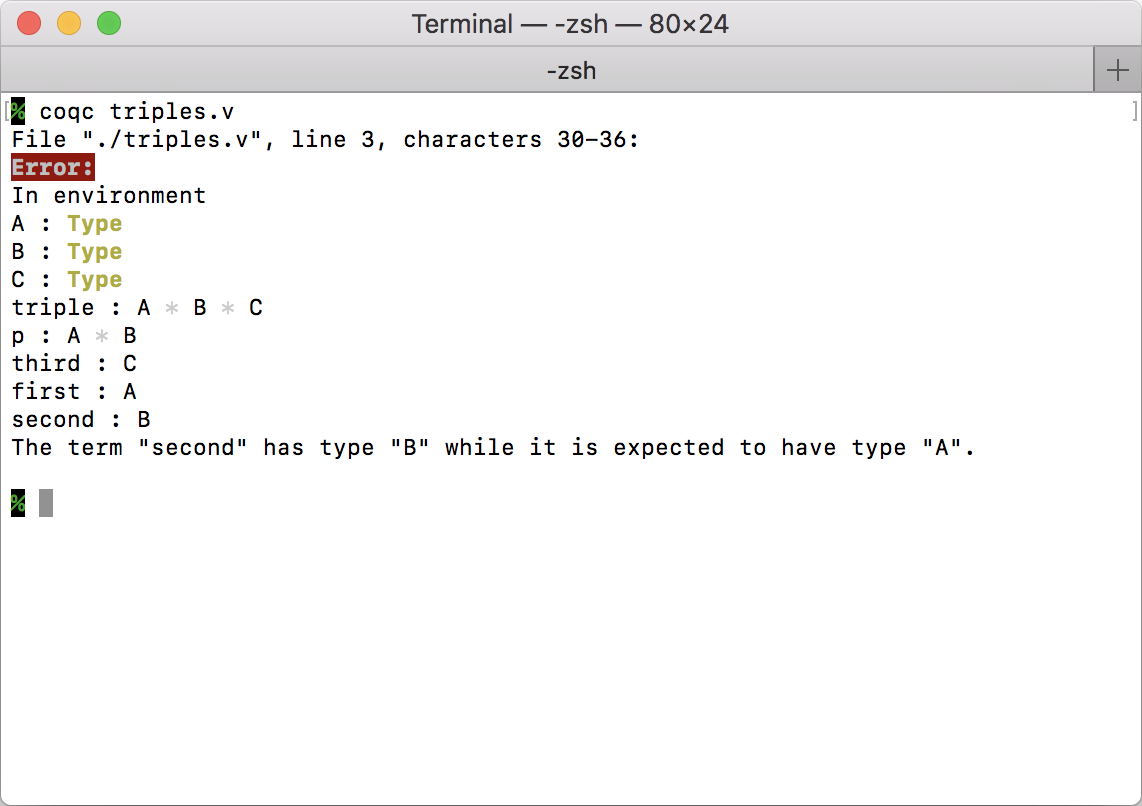 Terminal — -zsh — 80×24
-zsh
% coqc triples.v
File "./triples.v", line 3, characters 30-36:
Error:
In environment
A : Type
B : Type
C : Type
triple : A * B * C
p : A * B
third : C
first : A
second : B
The term "second" has type "B" while it is expected to have type "A".
%